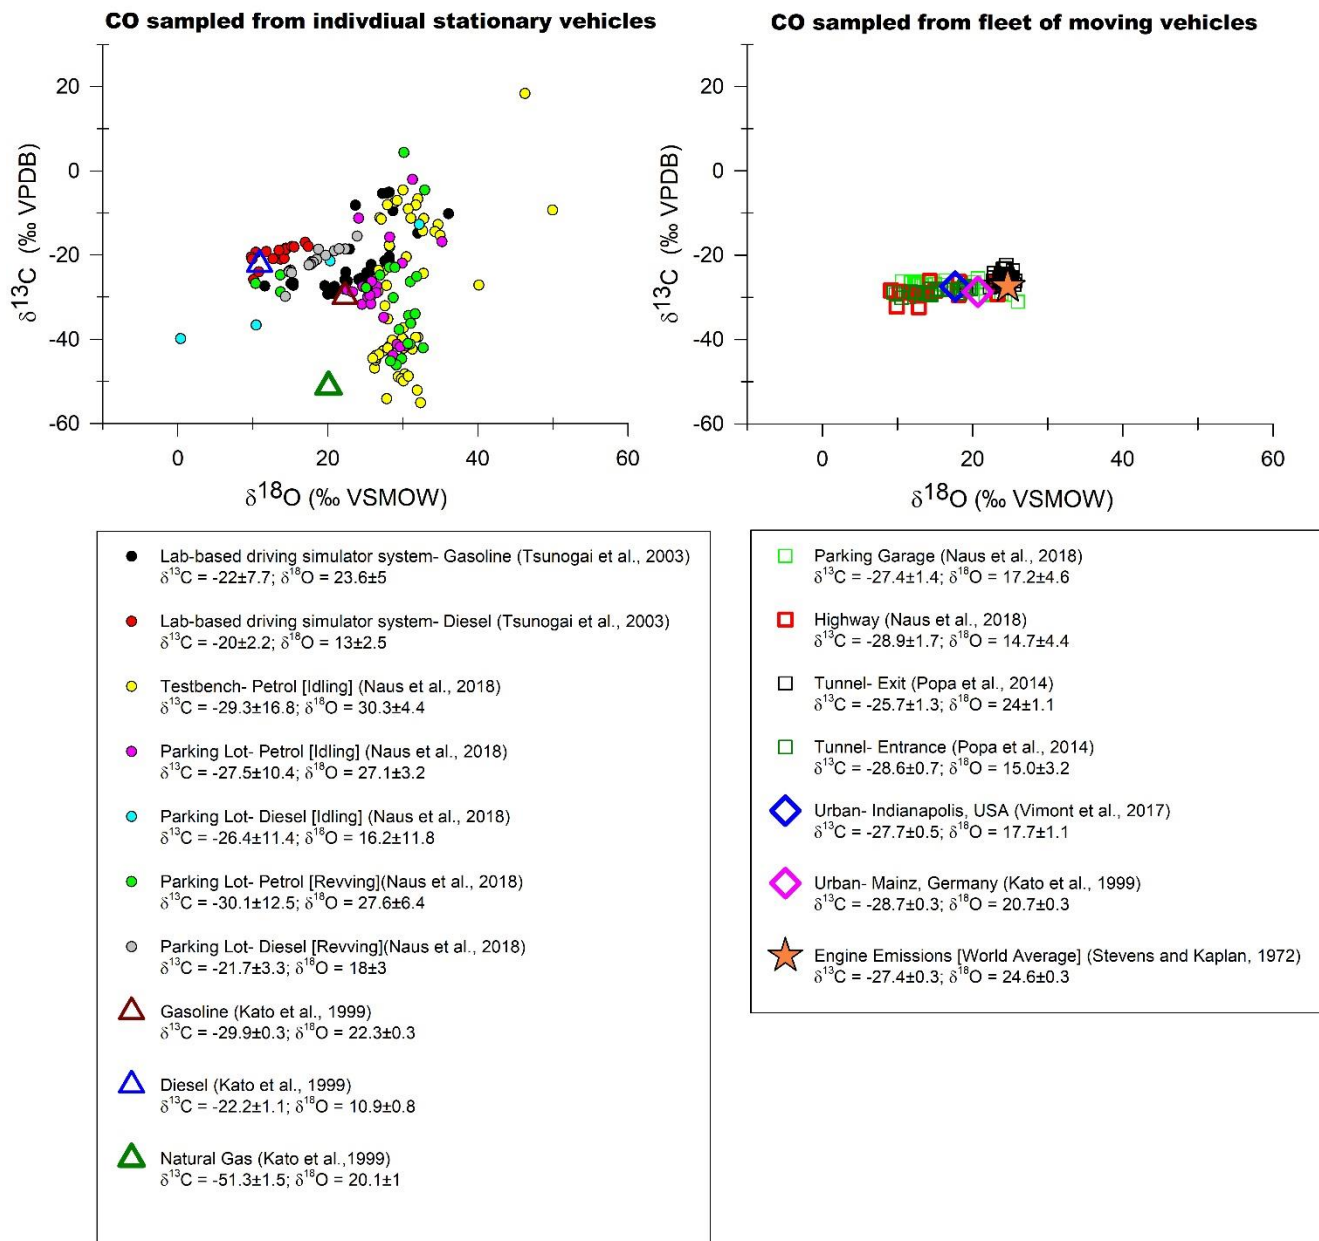 CO sampled from indivdiual stationary vehicles
20
0
-20
-40
-60
δ13C (‰ VPDB)
0
20
40
60
δ18O (‰ VSMOW)
CO sampled from fleet of moving vehicles
20
0
-20
-40
-60
δ13C (‰ VPDB)
0
20
40
60
δ18O (‰ VSMOW)
Lab-based driving simulator system- Gasoline (Tsunogai et al., 2003)
δ13C = -22±7.7; δ18O = 23.6±5
Lab-based driving simulator system- Diesel (Tsunogai et al., 2003)
δ13C = -20±2.2; δ18O = 13±2.5
Testbench- Petrol [Idling] (Naus et al., 2018)
δ13C = -29.3±16.8; δ18O = 30.3±4.4
Parking Lot- Petrol [Idling] (Naus et al., 2018)
δ13C = -27.5±10.4; δ18O = 27.1±3.2
Parking Lot- Diesel [Idling] (Naus et al., 2018)
δ13C = -26.4±11.4; δ18O = 16.2±11.8
Parking Lot- Petrol [Revving](Naus et al., 2018)
δ13C = -30.1±12.5; δ18O = 27.6±6.4
Parking Lot- Diesel [Revving](Naus et al., 2018)
δ13C = -21.7±3.3; δ18O = 18±3
Gasoline (Kato et al., 1999)
δ13C = -29.9±0.3; δ18O = 22.3±0.3
Diesel (Kato et al., 1999)
δ13C = -22.2±1.1; δ18O = 10.9±0.8
Natural Gas (Kato et al.,1999)
δ13C = -51.3±1.5; δ18O = 20.1±1
Parking Garage (Naus et al., 2018)
δ13C = -27.4±1.4; δ18O = 17.2±4.6
Highway (Naus et al., 2018)
δ13C = -28.9±1.7; δ18O = 14.7±4.4
Tunnel- Exit (Popa et al., 2014)
δ13C = -25.7±1.3; δ18O = 24±1.1
Tunnel- Entrance (Popa et al., 2014)
δ13C = -28.6±0.7; δ18O = 15.0±3.2
Urban- Indianapolis, USA (Vimont et al., 2017)
δ13C = -27.7±0.5; δ18O = 17.7±1.1
Urban- Mainz, Germany (Kato et al., 1999)
δ13C = -28.7±0.3; δ18O = 20.7±0.3
Engine Emissions [World Average] (Stevens and Kaplan, 1972)
δ13C = -27.4±0.3; δ18O = 24.6±0.3